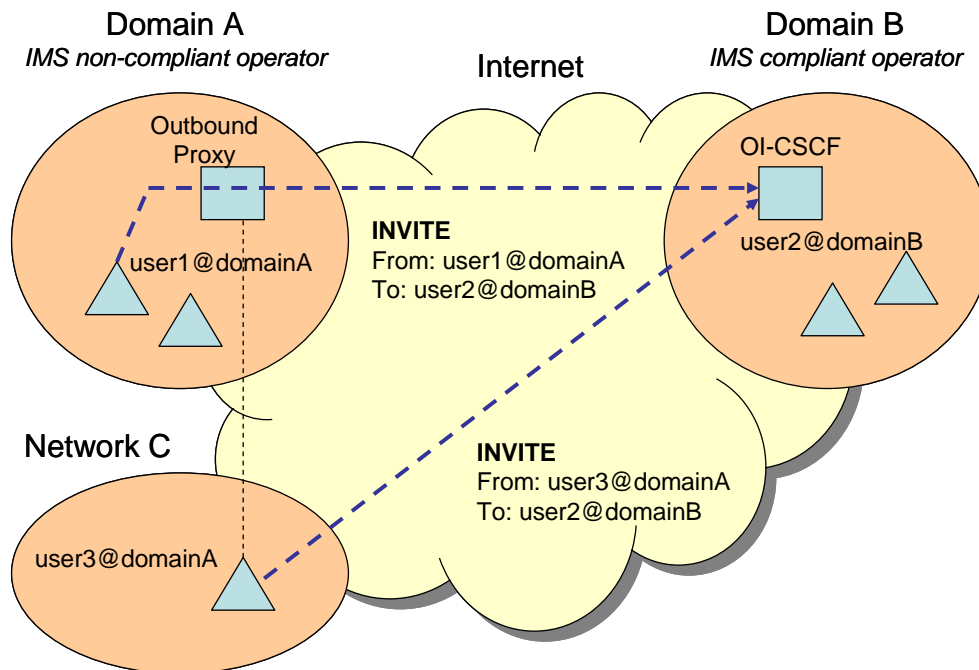 Domain A
IMS non-compliant operator
Internet
Domain B
IMS compliant operator
Outbound
Proxy
OI-CSCF
user1@domainA
INVITE
From: user1@domainA
To: user2@domainB
user2@domainB
Network C
INVITE
From: user3@domainA
To: user2@domainB
user3@domainA